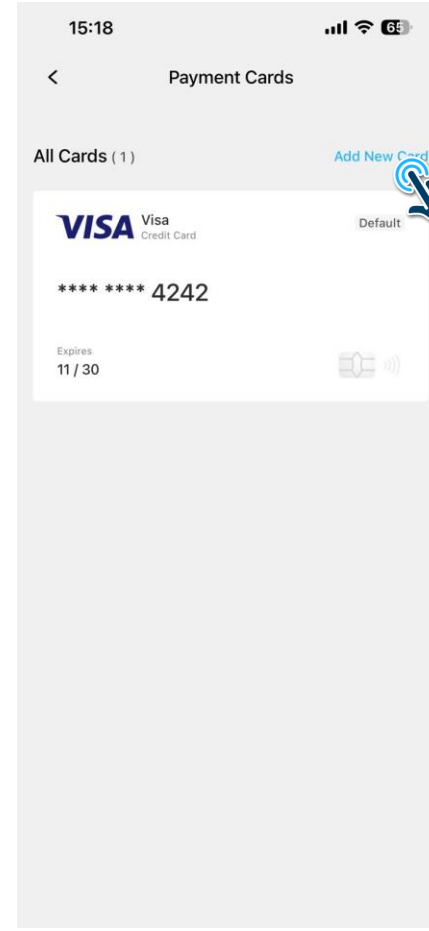 15:18 65
< Payment Cards
All Cards ( 1 ) Add New Card
VISA Visa Default
Credit Card
**** **** 4242
Expires
11 / 30